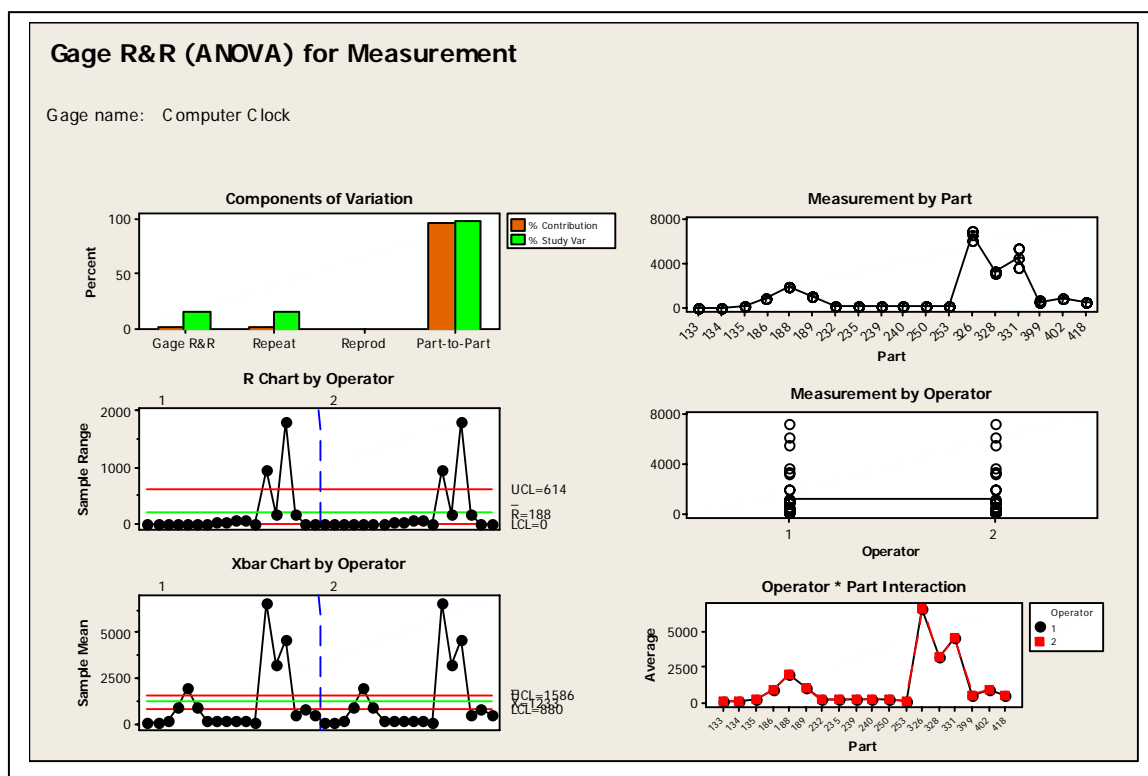 Gage R&R (ANOVA) for Measurement
Gage name: Computer Clock
Components of Variation
Percent
100
50
0
Gage R&R Repeat Reprod Part-to-Part
% Contribution
% Study Var
R Chart by Operator
1 2
Sample Range
2000
1000
0
UCL=614
_
R=188
LCL=0
Xbar Chart by Operator
1 2
Sample Mean
5000
2500
0
UCL=1586
X=1233
LCL=880
Measurement by Part
8000
4000
0
133 134 135 186 188 189 232 235 239 240 250 253 326 328 331 399 402 418
Part
Measurement by Operator
8000
4000
0
1 2
Operator
Operator * Part Interaction
Average
5000
2500
0
133 134 135 186 188 189 232 235 239 240 250 253 326 328 331 399 402 418
Part
Operator
1
2